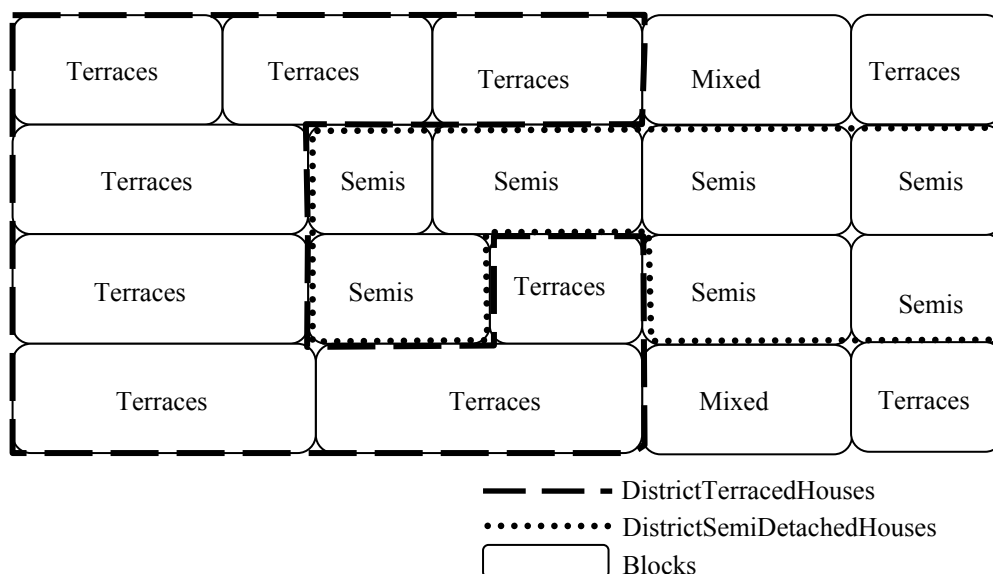 Terraces Terraces Terraces Mixed Terraces
Terraces Semis Semis Semis Semis
Terraces Semis Terraces Semis Semis
Terraces Terraces Mixed Terraces
DistrictTerracedHouses
DistrictSemiDetachedHouses
Blocks